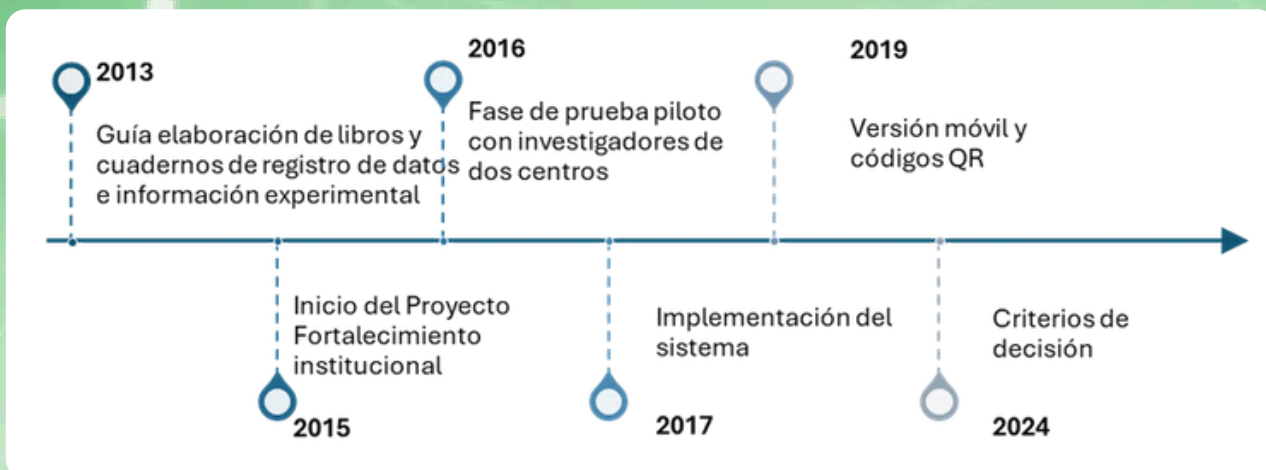 2013
Guía elaboración de libros y
cuadernos de registro de datos
e información experimental
Inicio del Proyecto
Fortalecimiento
institucional
2015
2016
Fase de prueba piloto
con investigadores de
dos centros
Implementación del
sistema
2017
2019
Versión móvil y
códigos QR
Criterios de
decisión
2024